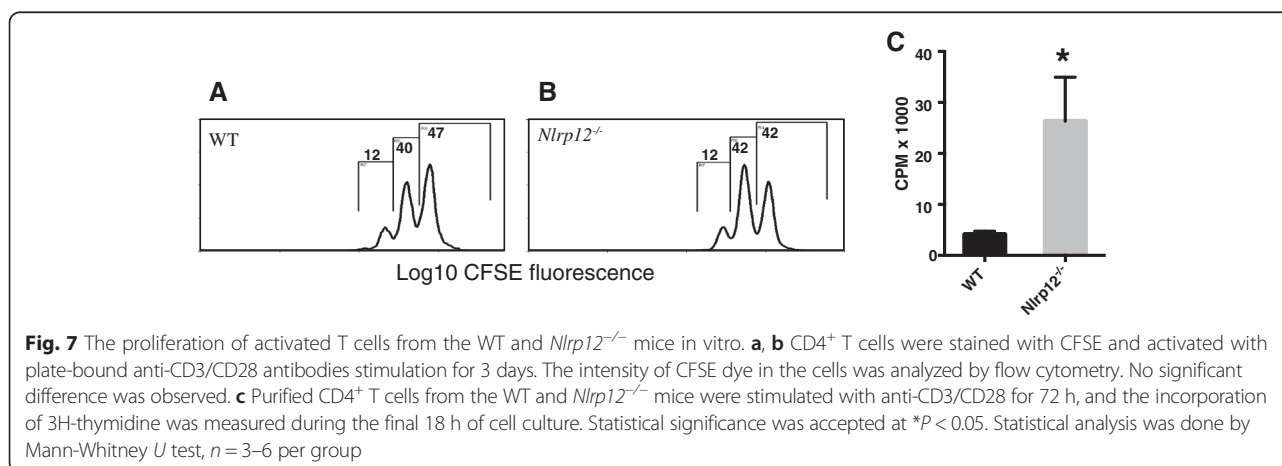 A
WT
12
40
47
B
Nlrp12-/-
12
42
42
Log10 CFSE fluorescence
C
*
CPM x 1000
40
30
20
10
0
WT
Nlrp12-/-
Fig. 7 The proliferation of activated T cells from the WT and Nlrp12−/− mice in vitro. a, b CD4+ T cells were stained with CFSE and activated with
plate-bound anti-CD3/CD28 antibodies stimulation for 3 days. The intensity of CFSE dye in the cells was analyzed by flow cytometry. No significant
difference was observed. c Purified CD4+ T cells from the WT and Nlrp12−/− mice were stimulated with anti-CD3/CD28 for 72 h, and the incorporation
of 3H-thymidine was measured during the final 18 h of cell culture. Statistical significance was accepted at *P < 0.05. Statistical analysis was done by
Mann-Whitney U test, n = 3–6 per group